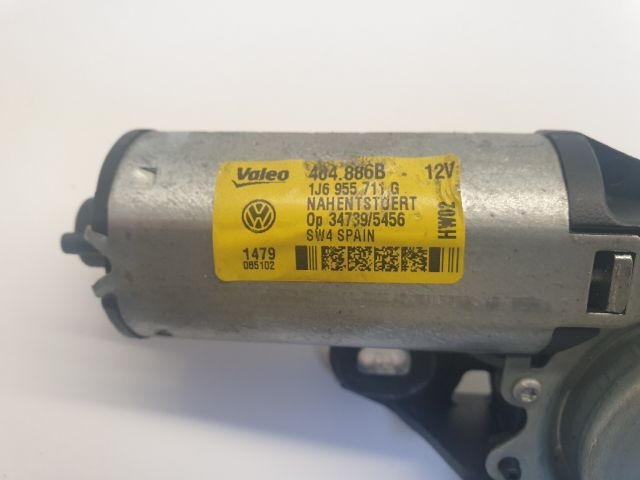 Valeo 404.886B - 12V
1J6 955 711 G
NAHENTSTOERT
Op 34739/5456
SW4 SPAIN
HW02
1479
085102